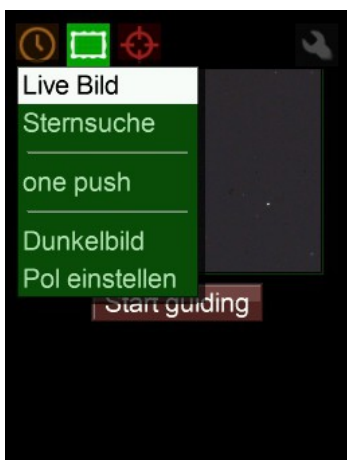 Live Bild
Sternsuche
one push
Dunkelbild
Pol einstellen
Start guiding